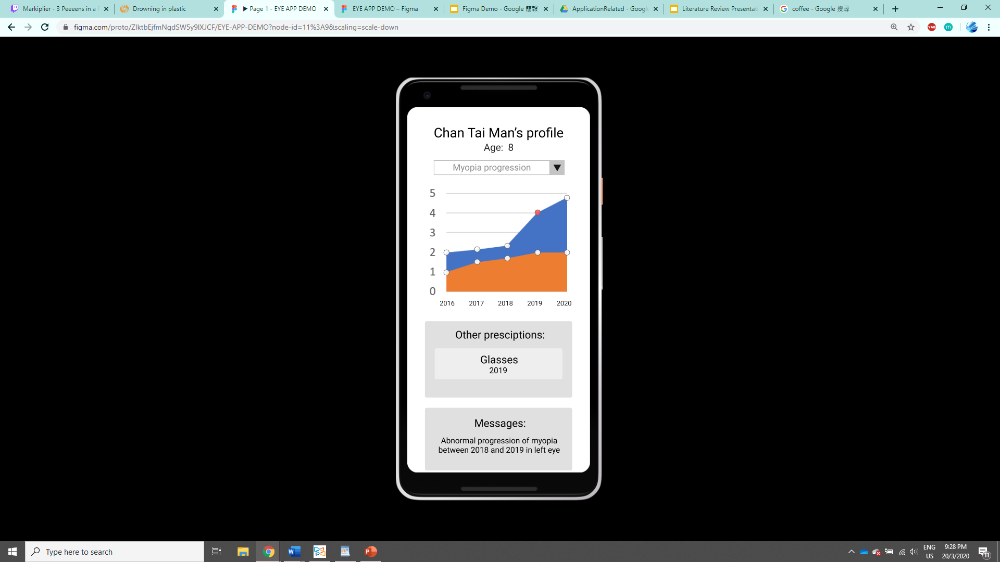 Markiplier - 3 Peeeens in a
Drowning in plastic
▶ Page 1 - EYE APP DEMO
EYE APP DEMO – Figma
Figma Demo - Google 簡報
ApplicationRelated - Google
Literature Review Presentati
coffee - Google 搜尋
figma.com/proto/ZlktbEjfmNgdSW5y9lXJCF/EYE-APP-DEMO?node-id=11%3A9&scaling=scale-down
YAB
m
Chan Tai Man’s profile
Age: 8
Myopia progression
5
4
3
2
1
0
2016 2017 2018 2019 2020
Other presciptions:
Glasses
2019
Messages:
Abnormal progression of myopia
between 2018 and 2019 in left eye
Type here to search
ENG
US
9:28 PM
20/3/2020
11